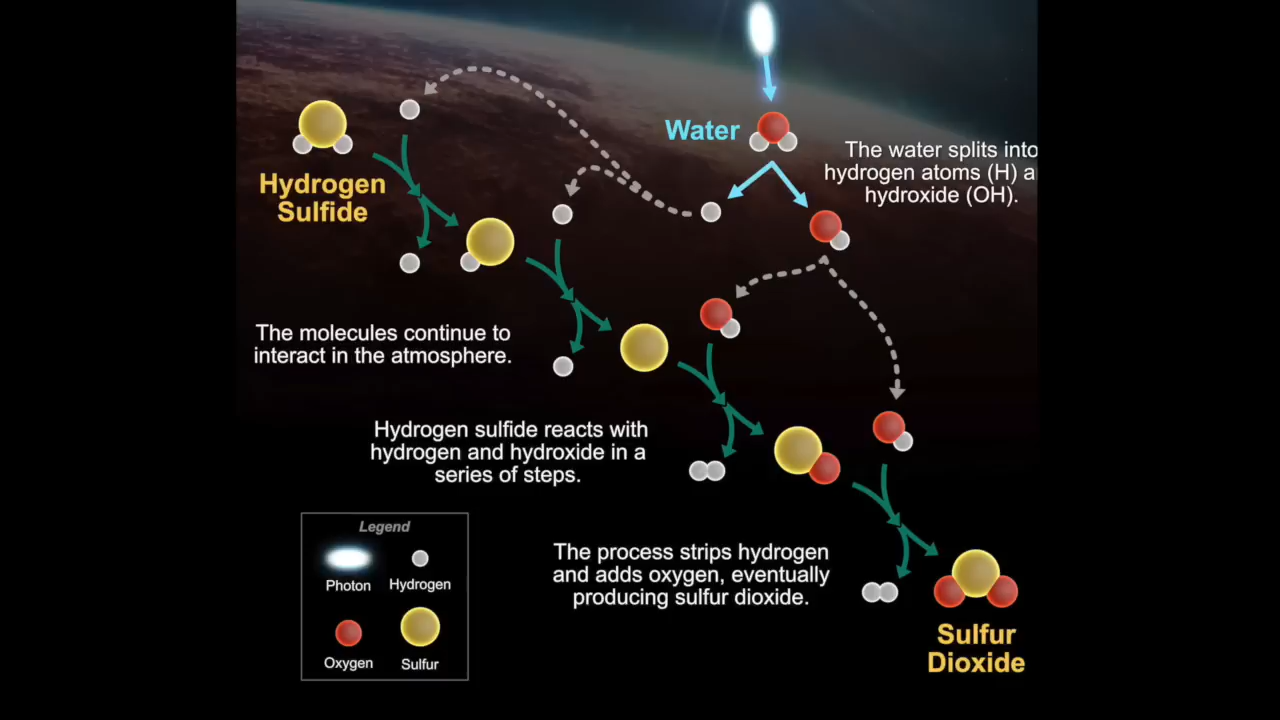 Water
The water splits into
hydrogen atoms (H) a
hydroxide (OH).
Hydrogen
Sulfide
The molecules continue to
interact in the atmosphere.
Hydrogen sulfide reacts with
hydrogen and hydroxide in a
series of steps.
The process strips hydrogen
and adds oxygen, eventually
producing sulfur dioxide.
Legend
Photon
Hydrogen
Oxygen
Sulfur
Sulfur
Dioxide